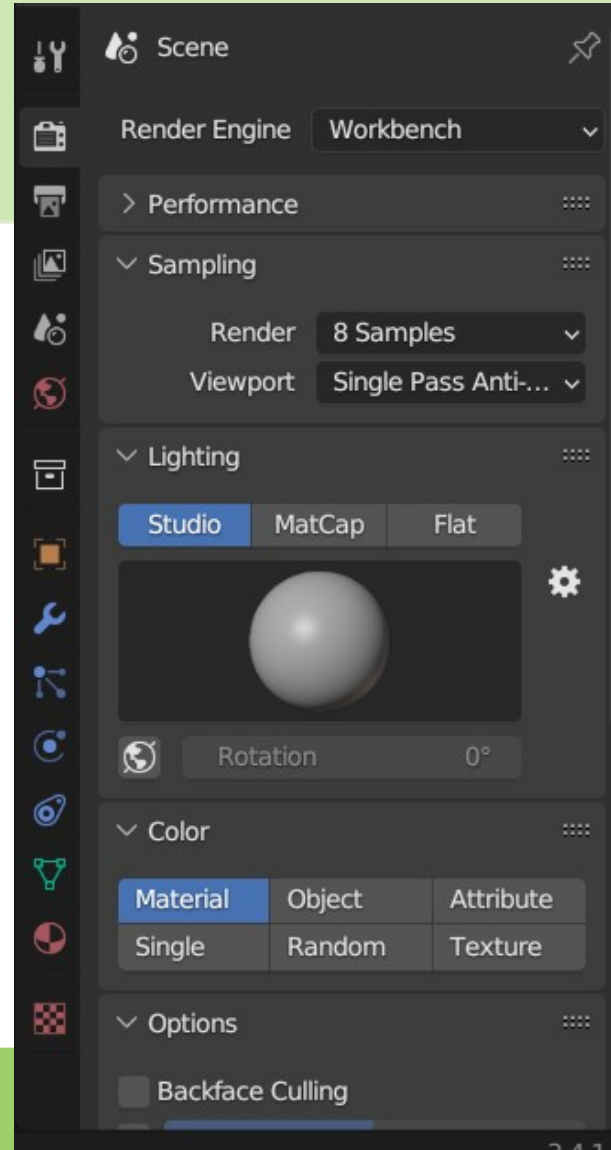 Scene
Render Engine Workbench
Performance
Sampling
Render 8 Samples
Viewport Single Pass Anti-...
Lighting
Studio MatCap Flat
Rotation 0°
Color
Material Object Attribute
Single Random Texture
Options
Backface Culling